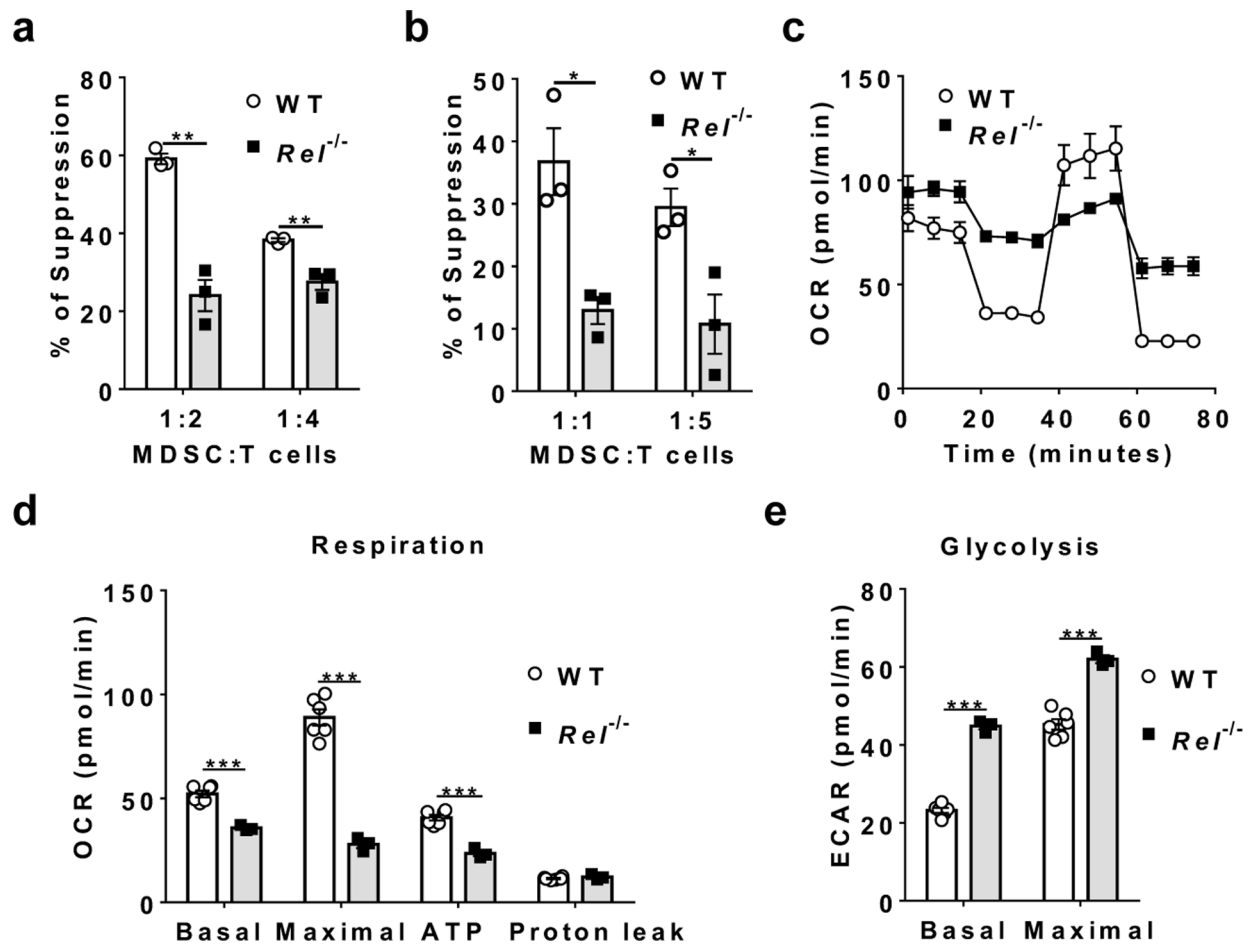 a
% of Suppression
80
60
40
20
0
**
**
WT
Rel-/-
1:2 1:4
MDSC:T cells
b
% of Suppression
50
40
30
20
10
0
*
*
WT
Rel-/-
1:1 1:5
MDSC:T cells
c
OCR (pmol/min)
150
100
50
0
WT
Rel-/-
0 20 40 60 80
Time (minutes)
d
Respiration
OCR (pmol/min)
150
100
50
0
***
***
***
WT
Rel-/-
Basal Maximal ATP Proton leak
e
Glycolysis
ECAR (pmol/min)
80
60
40
20
0
***
***
WT
Rel-/-
Basal Maximal